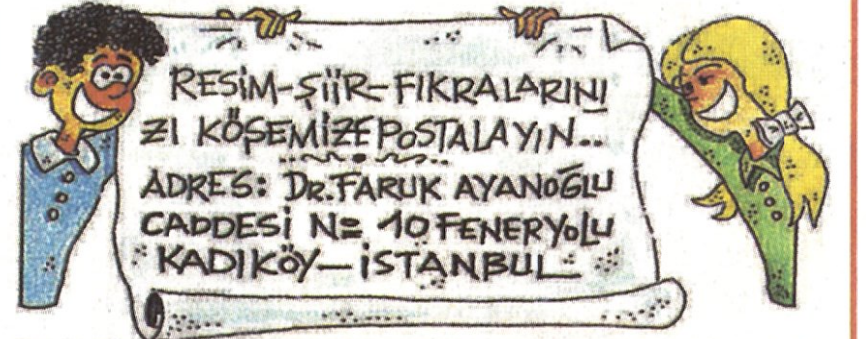 RESİM-ŞİİR-FIKRALARINI
ZI KÖŞEMİZE POSTALAYIN..
ADRES: DR. FARUK AYANOĞLU
CADDESİ No 10 FENERYOLU
KADIKÖY-İSTANBUL